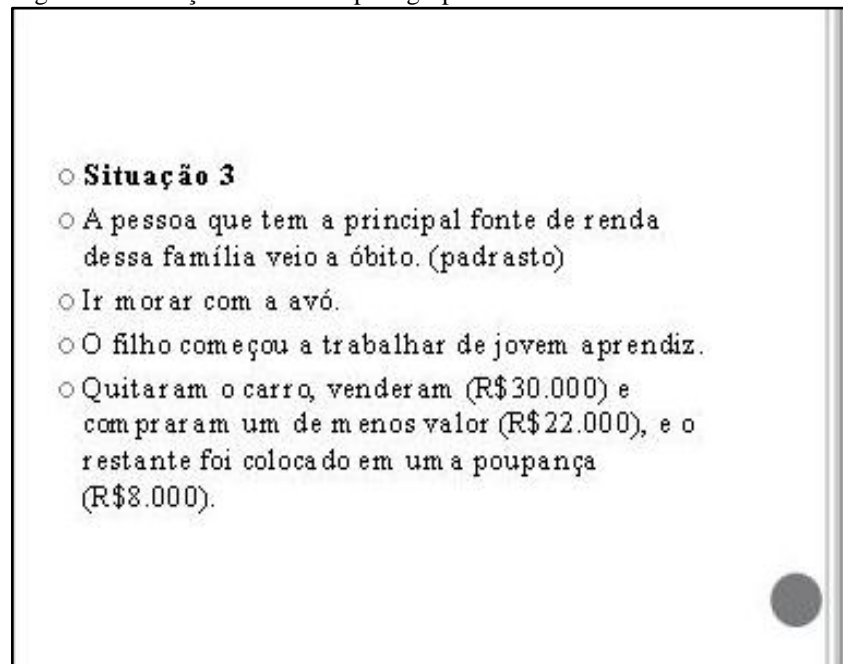 ○ Situação 3
○ A pessoa que tem a principal fonte de renda
dessa família veio a óbito. (padrasto)
○ Ir morar com a avó.
○ O filho começou a trabalhar de jovem aprendiz.
○ Quitaram o carro, venderam (R$30.000) e
compraram um de menos valor (R$22.000), e o
restante foi colocado em uma poupança
(R$8.000).